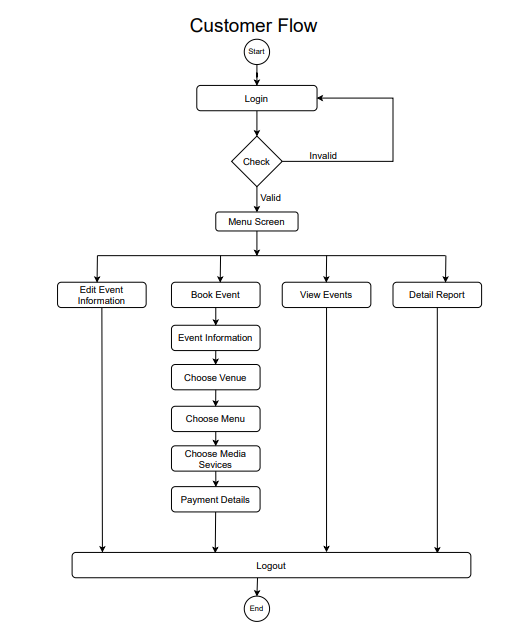 Customer Flow
Start
Login
Check
Invalid
Valid
Menu Screen
Edit Event
Information
Book Event
View Events
Detail Report
Event Information
Choose Venue
Choose Menu
Choose Media
Sevices
Payment Details
Logout
End